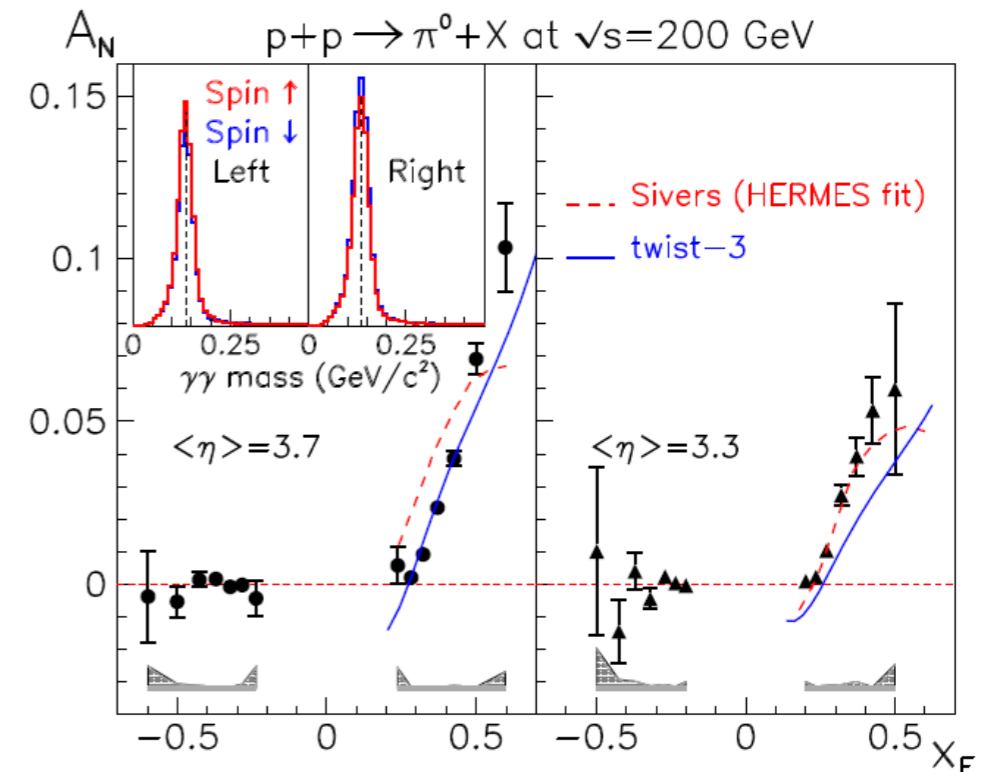 A_N
p+p → π⁰+X at √s=200 GeV
0.15
0.1
0.05
0
Spin ↑
Spin ↓
Left
Right
0
0.25
0
0.25
γγ mass (GeV/c²)
Sivers (HERMES fit)
twist−3
<η>=3.7
<η>=3.3
−0.5
0
0.5
−0.5
0
0.5
x_F